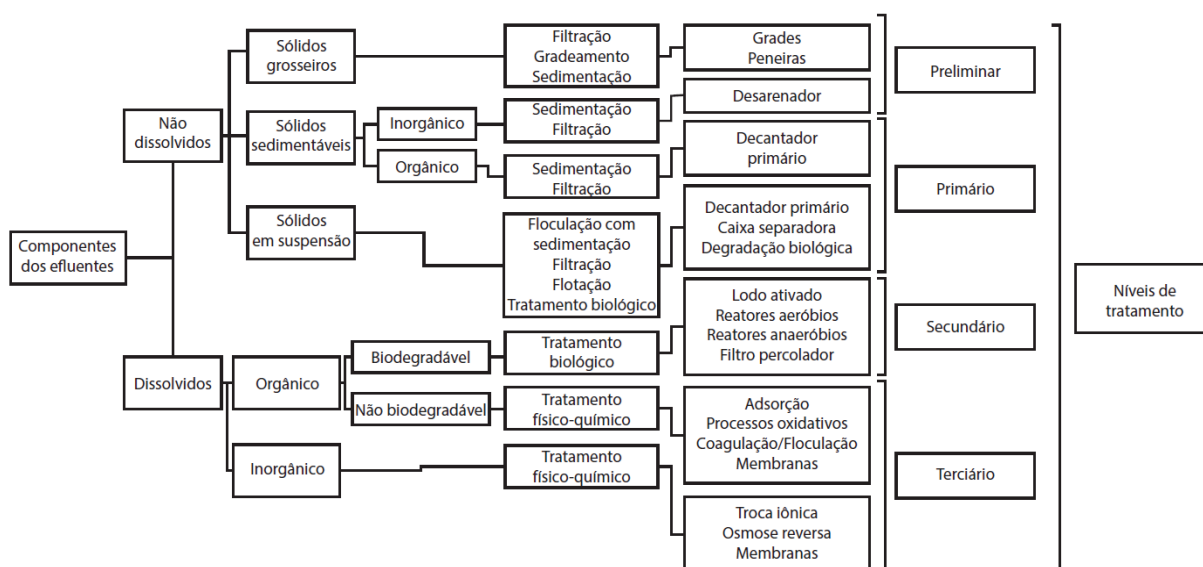 Componentes
dos efluentes
Não
dissolvidos
Sólidos
grosseiros
Filtração
Gradeamento
Sedimentação
Grades
Peneiras
Sólidos
sedimentáveis
Inorgânico
Sedimentação
Filtração
Desarenador
Preliminar
Orgânico
Sedimentação
Filtração
Decantador
primário
Sólidos
em suspensão
Floculação com
sedimentação
Filtração
Flotação
Tratamento biológico
Decantador primário
Caixa separadora
Degradação biológica
Primário
Dissolvidos
Orgânico
Biodegradável
Tratamento
biológico
Lodo ativado
Reatores aeróbios
Reatores anaeróbios
Filtro percolador
Secundário
Não biodegradável
Tratamento
físico-químico
Adsorção
Processos oxidativos
Coagulação/Floculação
Membranas
Inorgânico
Tratamento
físico-químico
Troca iônica
Osmose reversa
Membranas
Terciário
Níveis de
tratamento